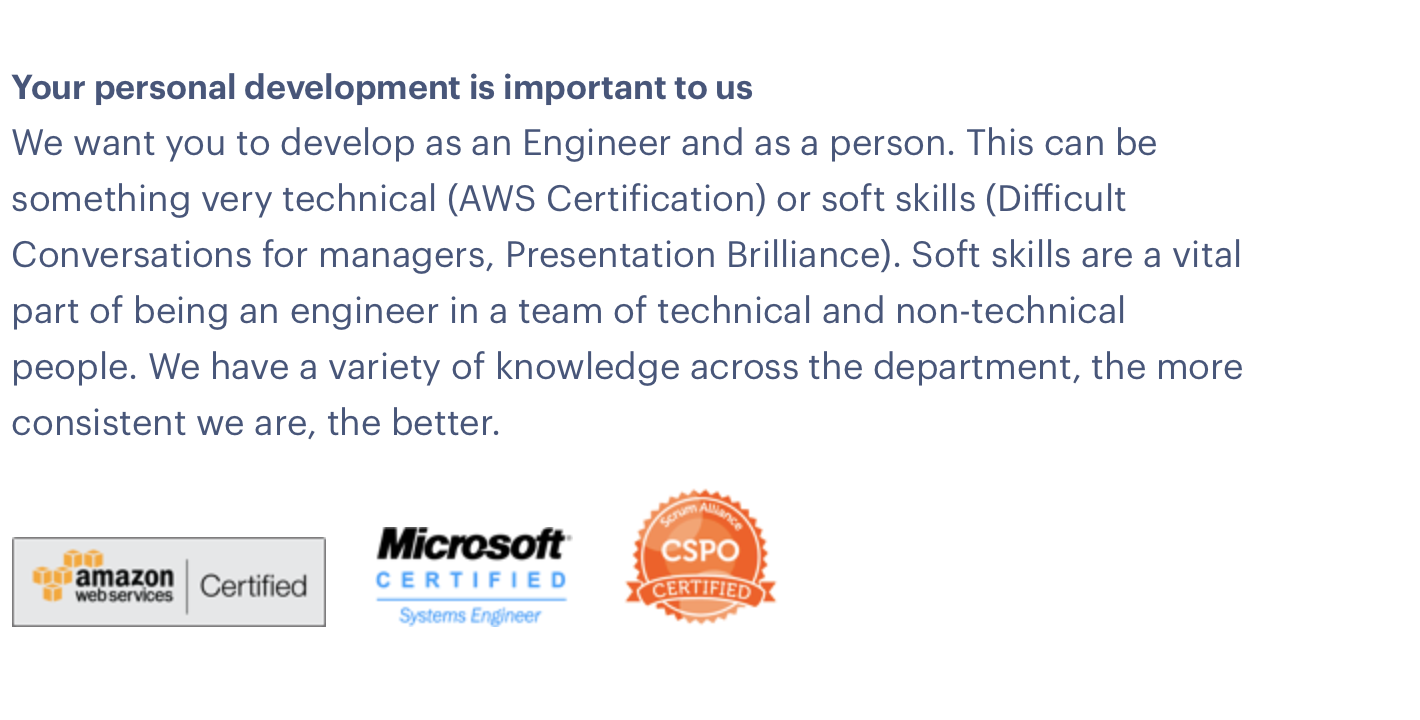 Your personal development is important to us
We want you to develop as an Engineer and as a person. This can be
something very technical (AWS Certification) or soft skills (Difficult
Conversations for managers, Presentation Brilliance). Soft skills are a vital
part of being an engineer in a team of technical and non-technical
people. We have a variety of knowledge across the department, the more
consistent we are, the better.
amazon
webservices
Certified
Microsoft
CERTIFIED
Systems Engineer
Scrum Alliance
CSPO
CERTIFIED